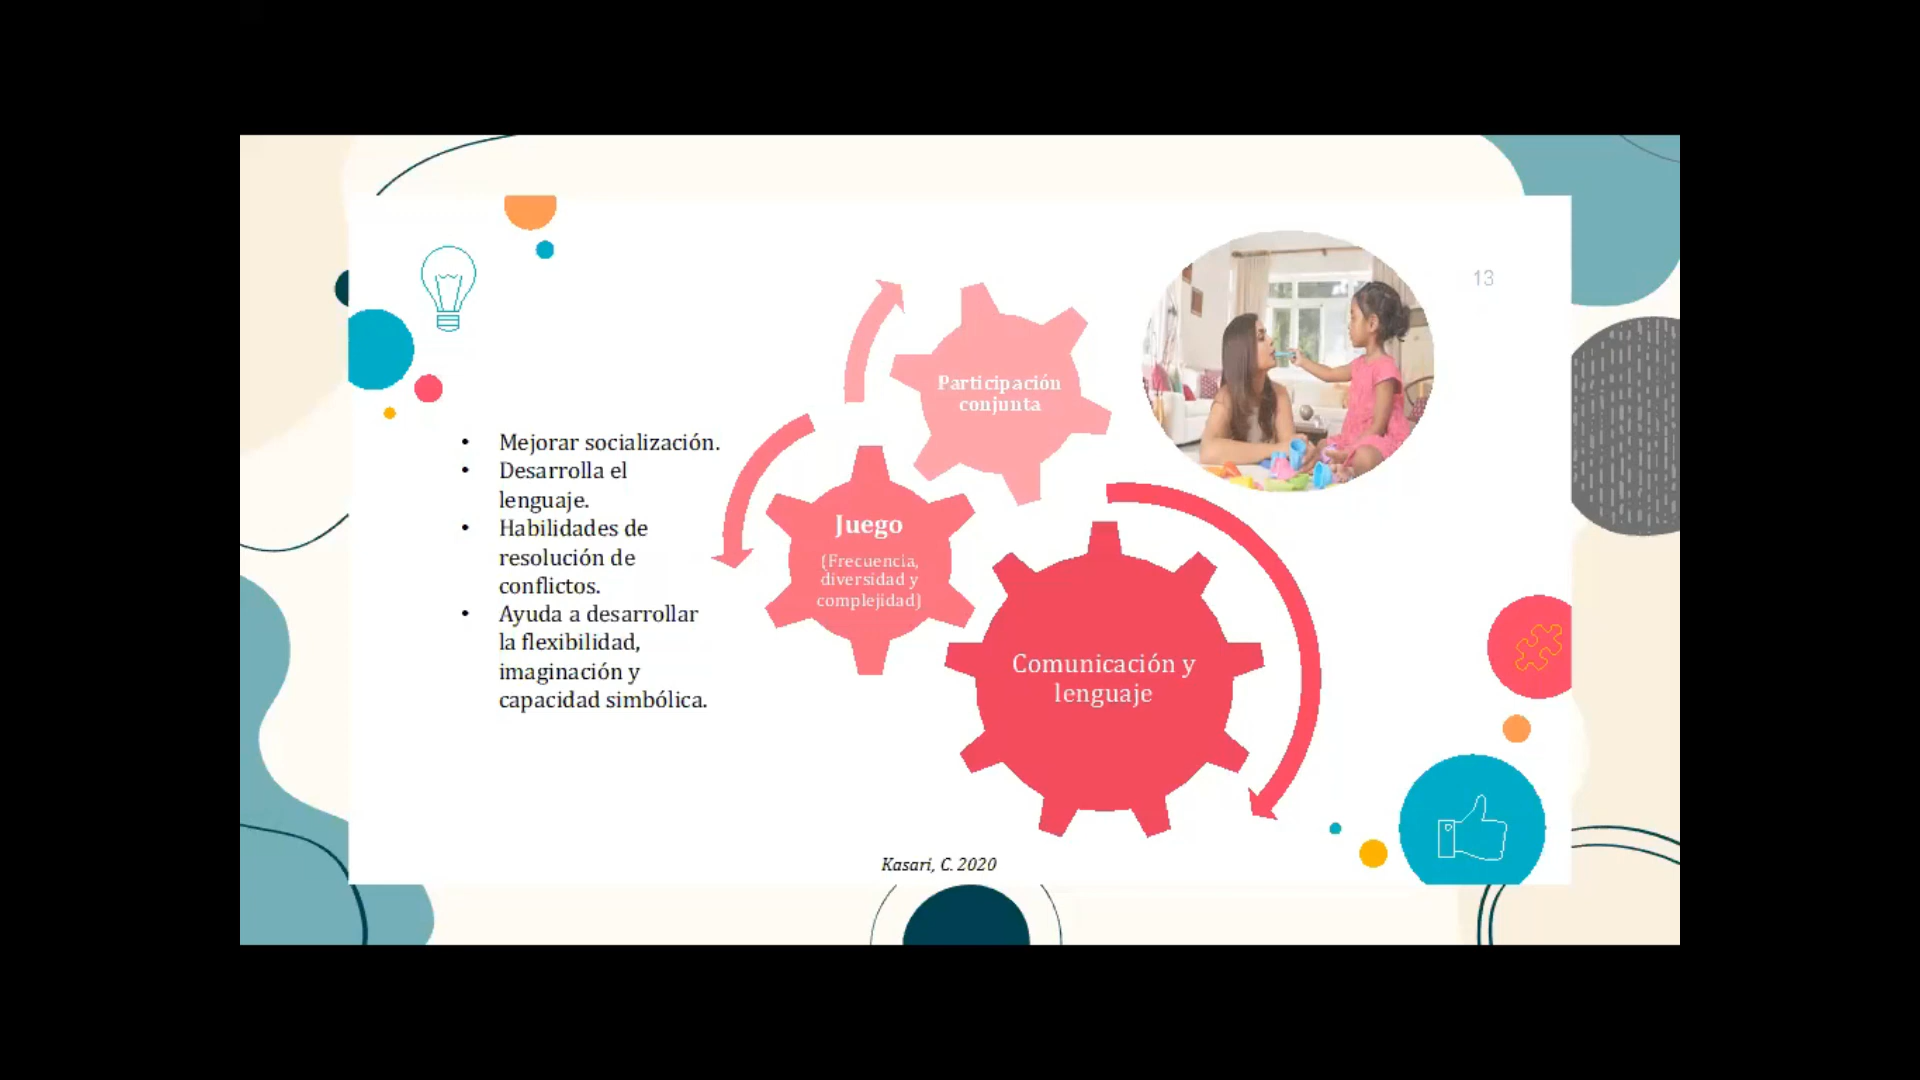 13
Participación
conjunta
• Mejorar socialización.
• Desarrolla el
lenguaje.
• Habilidades de
resolución de
conflictos.
• Ayuda a desarrollar
la flexibilidad,
imaginación y
capacidad simbólica.
Juego
(Frecuencia,
diversidad y
complejidad)
Comunicación y
lenguaje
Kasari, C. 2020